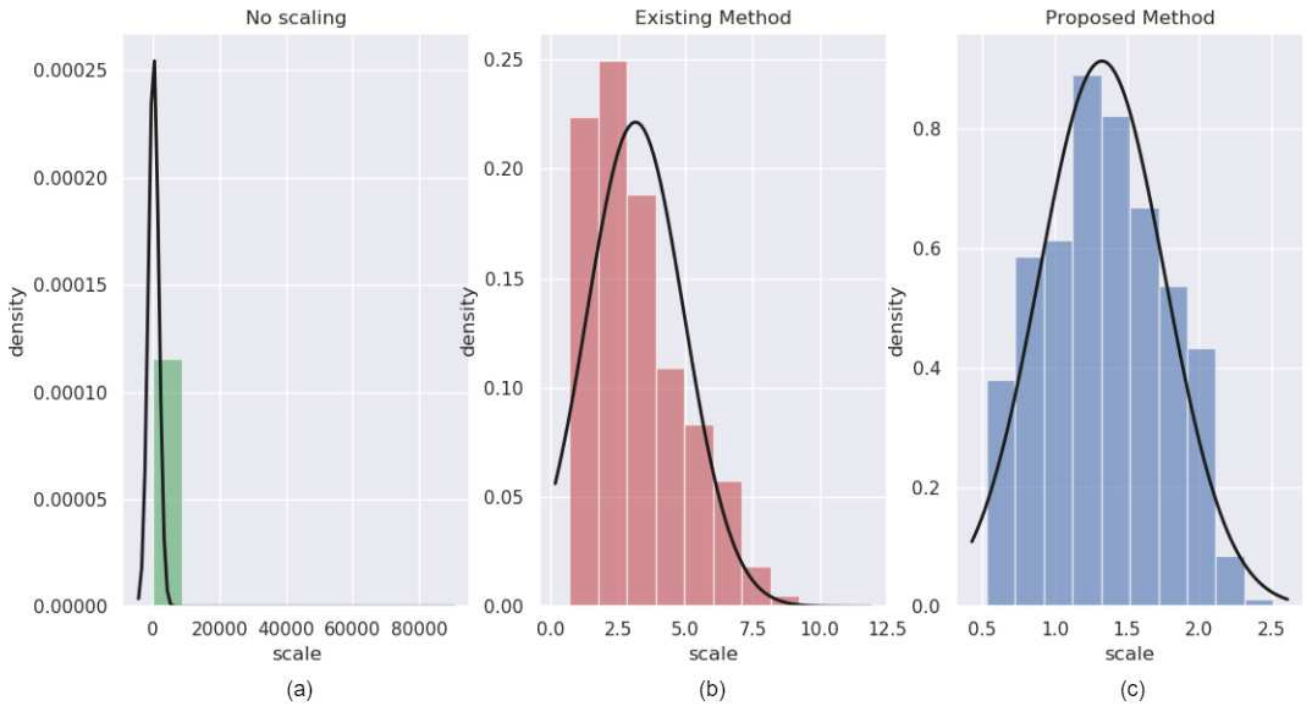 No scaling
0.00025
0.00020
0.00015
0.00010
0.00005
0.00000
density
0 20000 40000 60000 80000
scale
(a)
Existing Method
0.25
0.20
0.15
0.10
0.05
0.00
density
0.0 2.5 5.0 7.5 10.0 12.5
scale
(b)
Proposed Method
0.8
0.6
0.4
0.2
0.0
density
0.5 1.0 1.5 2.0 2.5
scale
(c)